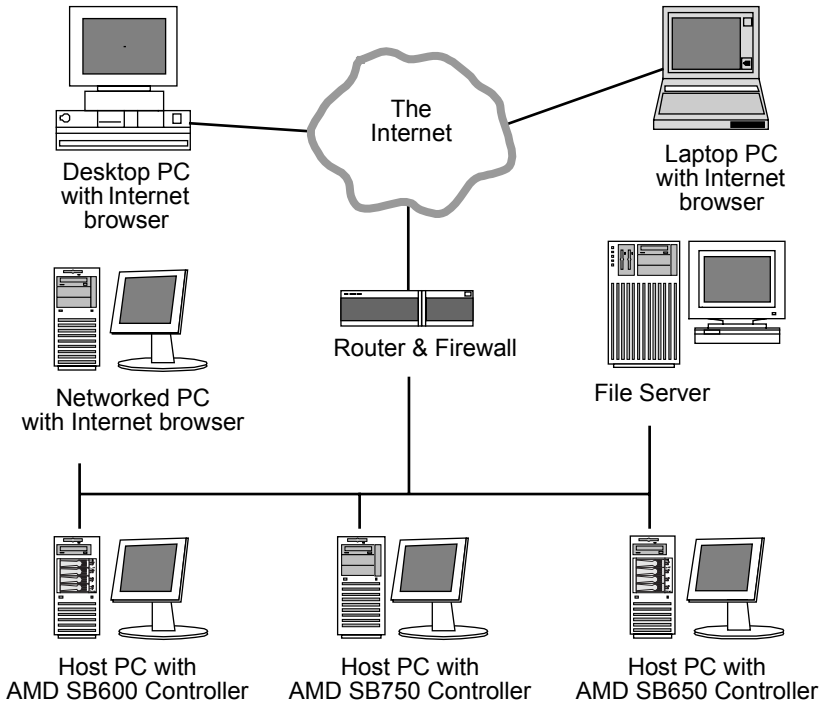 The
Internet
Desktop PC
with Internet
browser
Laptop PC
with Internet
browser
Router & Firewall
Networked PC
with Internet browser
File Server
Host PC with
AMD SB600 Controller
Host PC with
AMD SB750 Controller
Host PC with
AMD SB650 Controller